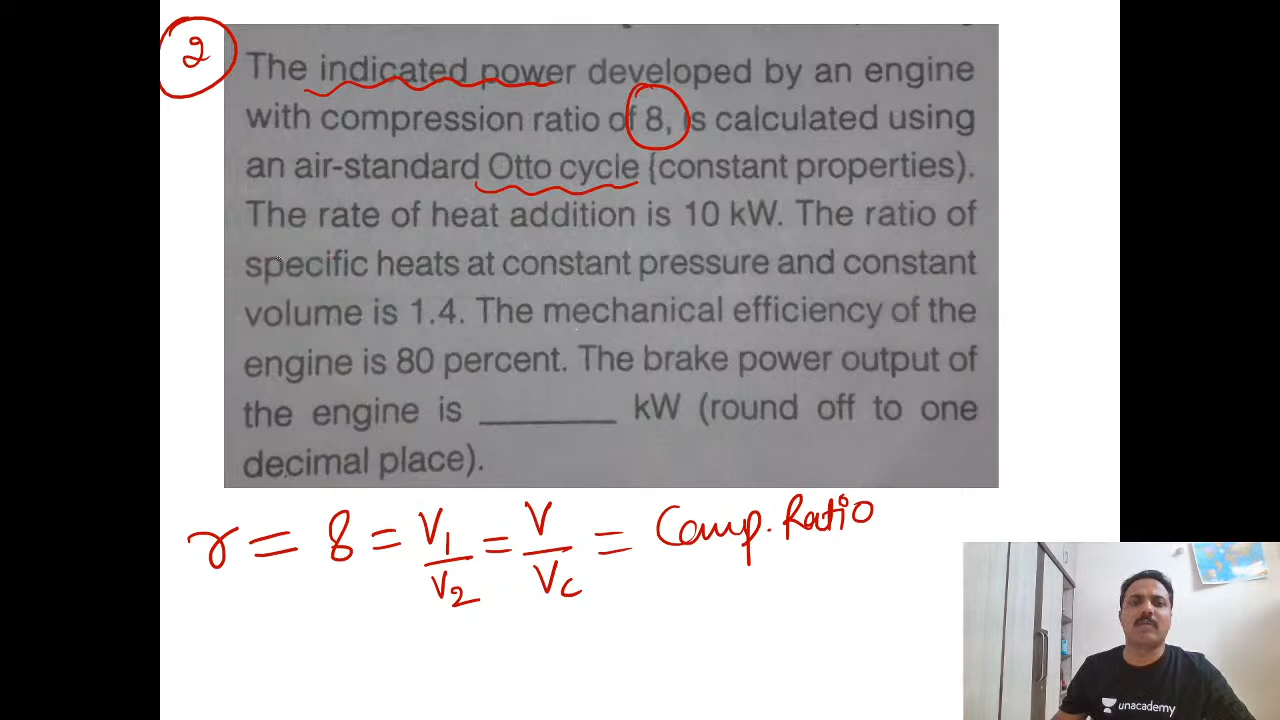 2
The indicated power developed by an engine
with compression ratio of 8, is calculated using
an air-standard Otto cycle {constant properties).
The rate of heat addition is 10 kW. The ratio of
specific heats at constant pressure and constant
volume is 1.4. The mechanical efficiency of the
engine is 80 percent. The brake power output of
the engine is ________ kW (round off to one
decimal place).
r = 8 = V1/V2 = V/Vc = Comp. Ratio
unacademy